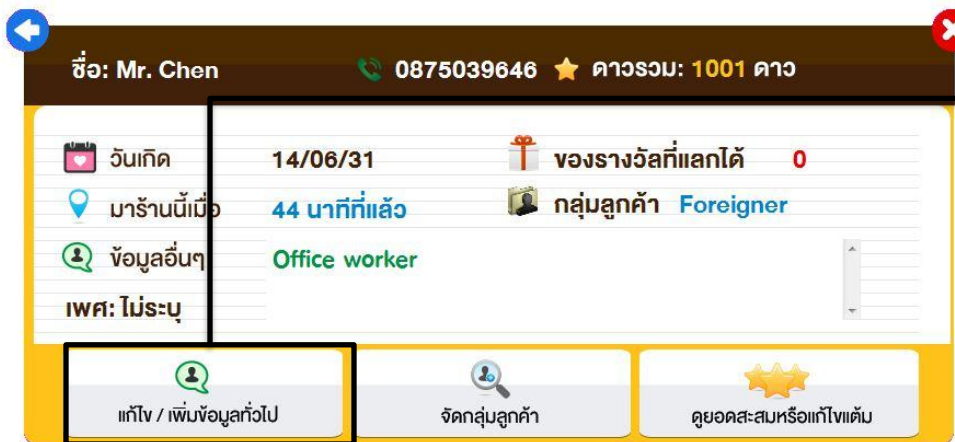 ชื่อ: Mr. Chen 0875039646 ดาวรวม: 1001 ดาว
วันเกิด 14/06/31 ของรางวัลที่แลกได้ 0
มาร้านนี้เมื่อ 44 นาทีที่แล้ว กลุ่มลูกค้า Foreigner
ข้อมูลอื่นๆ Office worker
เพศ: ไม่ระบุ
แก้ไข / เพิ่มข้อมูลทั่วไป จัดกลุ่มลูกค้า ดูยอดสะสมหรือแก้ไขแต้ม